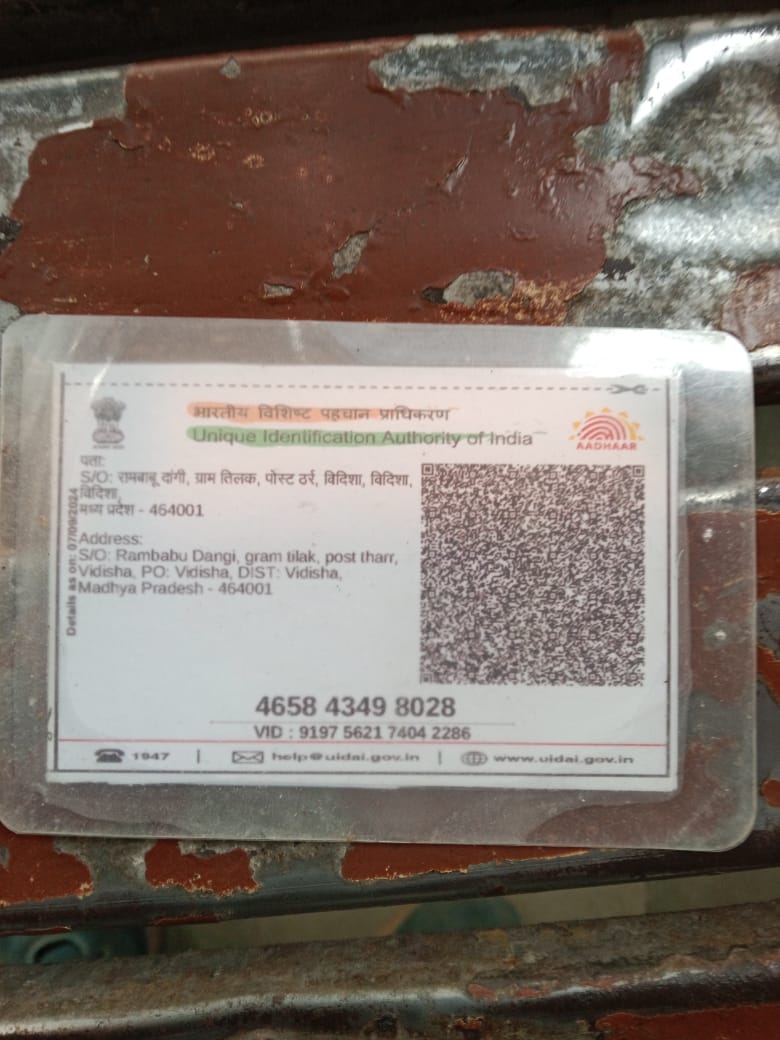 भारतीय विशिष्ट पहचान प्राधिकरण
Unique Identification Authority of India
AADHAAR
पता:
S/O: रामबाबू दांगी, ग्राम तिलक, पोस्ट ठर्र, विदिशा, विदिशा,
विदिशा,
मध्य प्रदेश - 464001
Address:
S/O: Rambabu Dangi, gram tilak, post tharr,
Vidisha, PO: Vidisha, DIST: Vidisha,
Madhya Pradesh - 464001
Details as on: 07/09/2024
4658 4349 8028
VID : 9197 5621 7404 2286
1947 | help@uidai.gov.in | www.uidai.gov.in